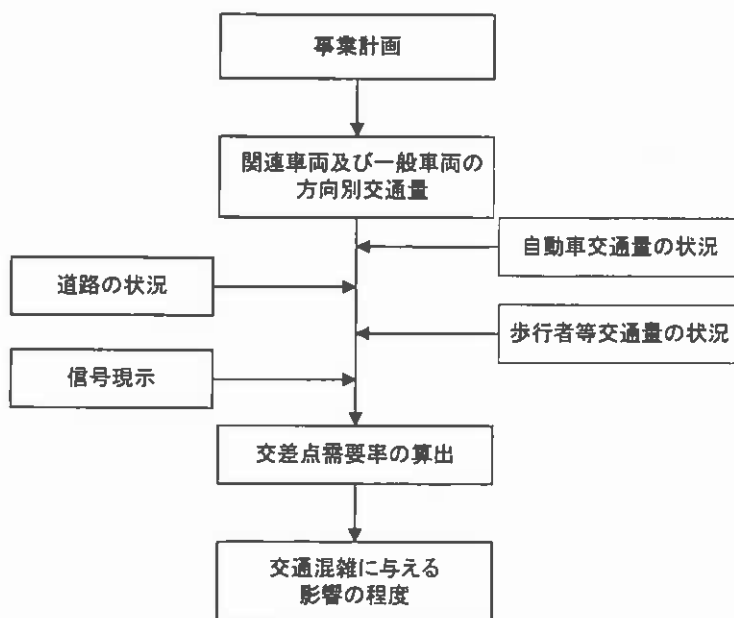 事業計画
関連車両及び一般車両の
方向別交通量
自動車交通量の状況
道路の状況
歩行者等交通量の状況
信号現示
交差点需要率の算出
交通混雑に与える
影響の程度